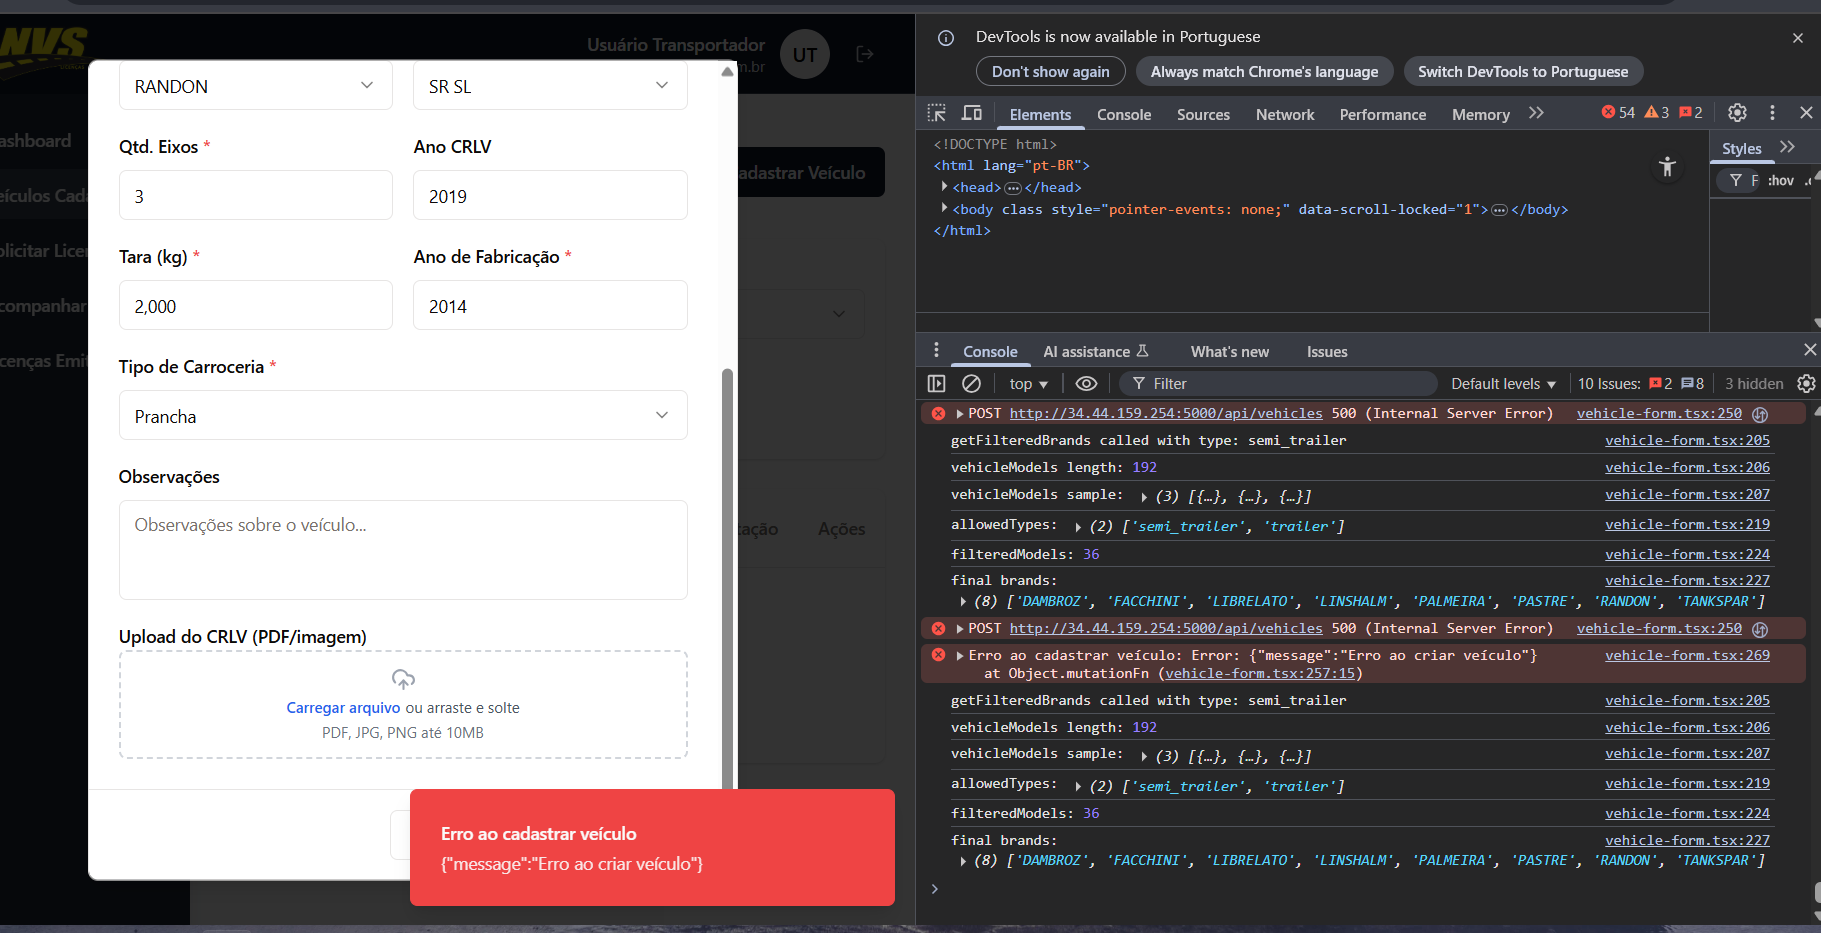 NVS
Usuário Transportador
m.br
UT
ashboard
eículos Cada
olicitar Licen
companhar
cenças Emit
adastrar Veículo
tação
Ações
RANDON
SR SL
Qtd. Eixos *
Ano CRLV
3
2019
Tara (kg) *
Ano de Fabricação *
2,000
2014
Tipo de Carroceria *
Prancha
Observações
Observações sobre o veículo...
Upload do CRLV (PDF/imagem)
Carregar arquivo ou arraste e solte
PDF, JPG, PNG até 10MB
Erro ao cadastrar veículo
{"message":"Erro ao criar veículo"}
DevTools is now available in Portuguese
Don't show again
Always match Chrome's language
Switch DevTools to Portuguese
Elements Console Sources Network Performance Memory 54 3 2
<!DOCTYPE html>
<html lang="pt-BR">
<head>…</head>
<body class style="pointer-events: none;" data-scroll-locked="1">…</body>
</html>
Styles
F :hov .c
Console AI assistance What's new Issues
top Filter Default levels 10 Issues: 2 8 3 hidden
POST http://34.44.159.254:5000/api/vehicles 500 (Internal Server Error) vehicle-form.tsx:250
getFilteredBrands called with type: semi_trailer vehicle-form.tsx:205
vehicleModels length: 192 vehicle-form.tsx:206
vehicleModels sample: (3) [{…}, {…}, {…}] vehicle-form.tsx:207
allowedTypes: (2) ['semi_trailer', 'trailer'] vehicle-form.tsx:219
filteredModels: 36 vehicle-form.tsx:224
final brands: vehicle-form.tsx:227
(8) ['DAMBROZ', 'FACCHINI', 'LIBRELATO', 'LINSHALM', 'PALMEIRA', 'PASTRE', 'RANDON', 'TANKSPAR']
POST http://34.44.159.254:5000/api/vehicles 500 (Internal Server Error) vehicle-form.tsx:250
Erro ao cadastrar veículo: Error: {"message":"Erro ao criar veículo"} vehicle-form.tsx:269
at Object.mutationFn (vehicle-form.tsx:257:15)
getFilteredBrands called with type: semi_trailer vehicle-form.tsx:205
vehicleModels length: 192 vehicle-form.tsx:206
vehicleModels sample: (3) [{…}, {…}, {…}] vehicle-form.tsx:207
allowedTypes: (2) ['semi_trailer', 'trailer'] vehicle-form.tsx:219
filteredModels: 36 vehicle-form.tsx:224
final brands: vehicle-form.tsx:227
(8) ['DAMBROZ', 'FACCHINI', 'LIBRELATO', 'LINSHALM', 'PALMEIRA', 'PASTRE', 'RANDON', 'TANKSPAR']